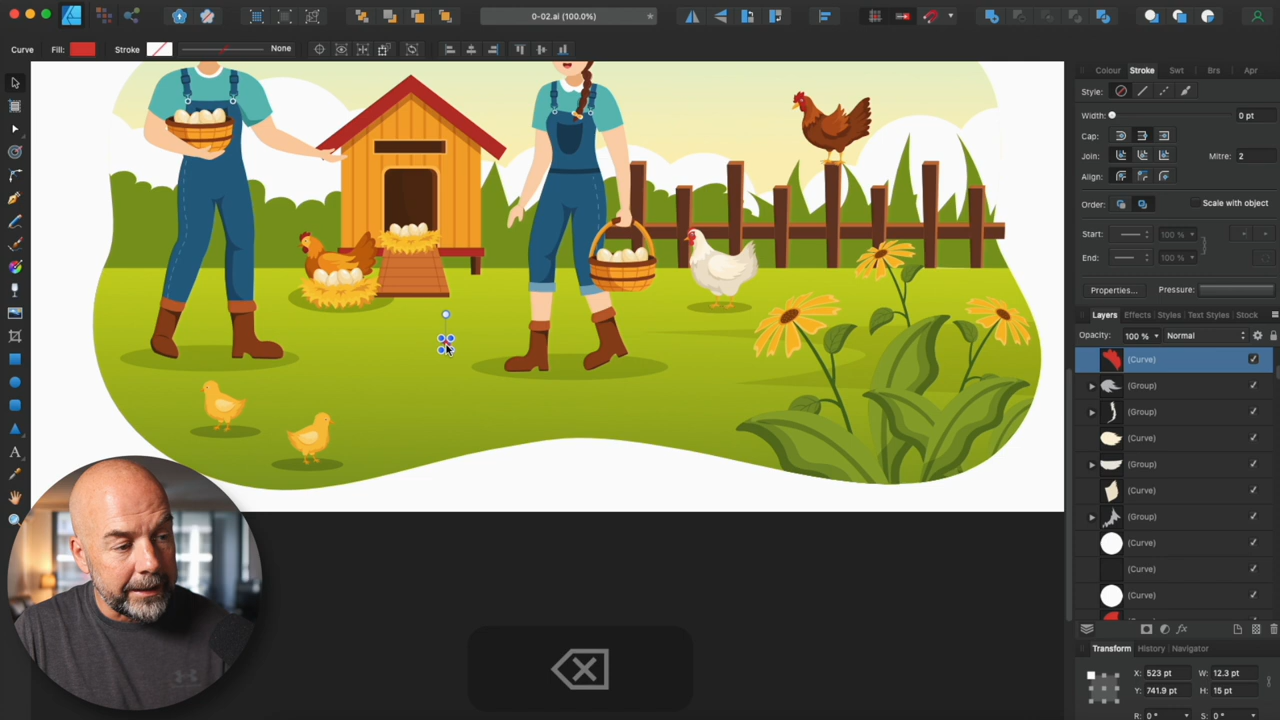 0-02.ai (100.0%)
Curve
Fill:
Stroke
None
Colour
Stroke
Swt
Brs
Apr
Style:
Width:
0 pt
Cap:
Join:
Mitre: 2
Align:
Order:
Scale with object
Start:
100 %
End:
100 %
Properties...
Pressure:
Layers
Effects
Styles
Text Styles
Stock
Opacity:
100 %
Normal
(Curve)
(Group)
(Group)
(Curve)
(Group)
(Curve)
(Group)
(Curve)
(Curve)
(Curve)
Transform
History
Navigator
X: 523 pt
W: 12.3 pt
Y: 741.9 pt
H: 15 pt
R: 0 °
S: 0 °